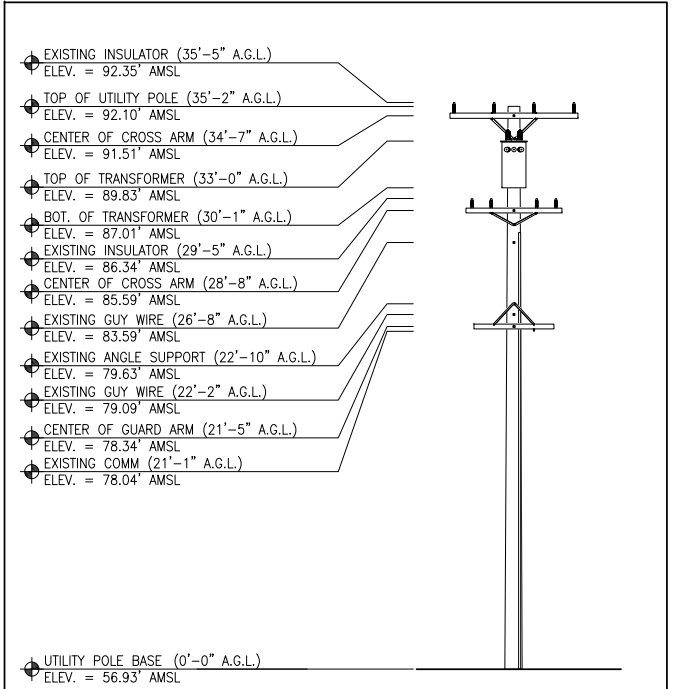 EXISTING INSULATOR (35'-5" A.G.L.)
ELEV. = 92.35' AMSL
TOP OF UTILITY POLE (35'-2" A.G.L.)
ELEV. = 92.10' AMSL
CENTER OF CROSS ARM (34'-7" A.G.L.)
ELEV. = 91.51' AMSL
TOP OF TRANSFORMER (33'-0" A.G.L.)
ELEV. = 89.83' AMSL
BOT. OF TRANSFORMER (30'-1" A.G.L.)
ELEV. = 87.01' AMSL
EXISTING INSULATOR (29'-5" A.G.L.)
ELEV. = 86.34' AMSL
CENTER OF CROSS ARM (28'-8" A.G.L.)
ELEV. = 85.59' AMSL
EXISTING GUY WIRE (26'-8" A.G.L.)
ELEV. = 83.59' AMSL
EXISTING ANGLE SUPPORT (22'-10" A.G.L.)
ELEV. = 79.63' AMSL
EXISTING GUY WIRE (22'-2" A.G.L.)
ELEV. = 79.09' AMSL
CENTER OF GUARD ARM (21'-5" A.G.L.)
ELEV. = 78.34' AMSL
EXISTING COMM (21'-1" A.G.L.)
ELEV. = 78.04' AMSL
UTILITY POLE BASE (0'-0" A.G.L.)
ELEV. = 56.93' AMSL